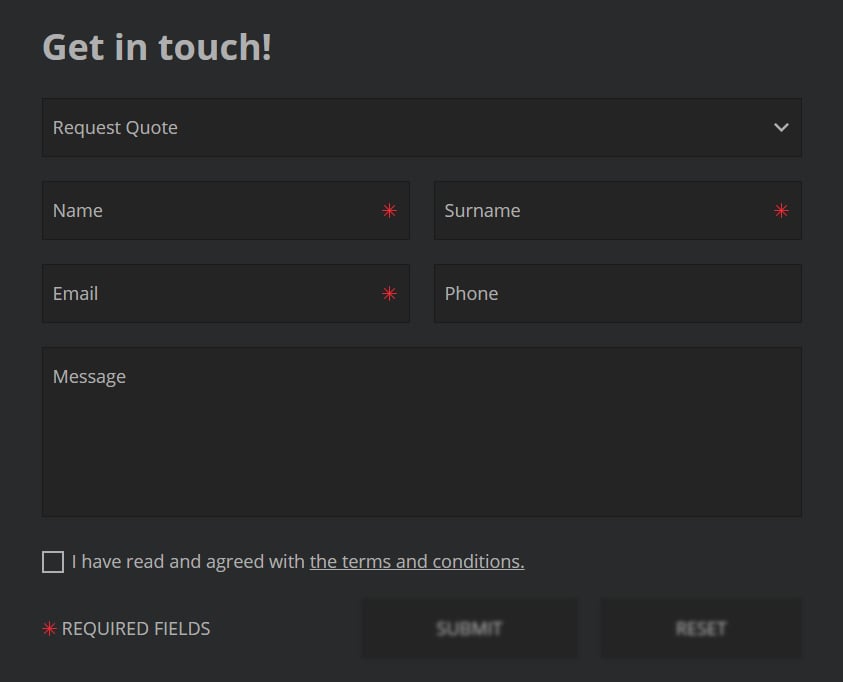 Get in touch!
Request Quote
Name ✳
Surname ✳
Email ✳
Phone
Message
I have read and agreed with the terms and conditions.
✳ REQUIRED FIELDS
SUBMIT
RESET